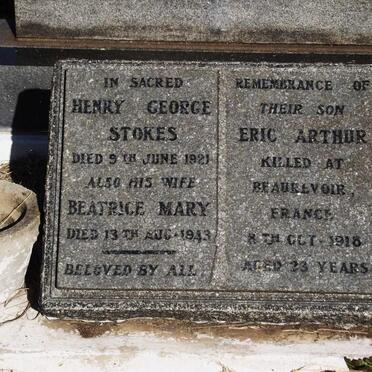 IN SACRED
HENRY GEORGE
STOKES
DIED 9TH JUNE 1921
ALSO HIS WIFE
BEATRICE MARY
DIED 13TH AUG. 1943
BELOVED BY ALL
REMEMBRANCE OF
THEIR SON
ERIC ARTHUR
KILLED AT
BEAUREVOIR,
FRANCE
8TH OCT. 1918
AGED 23 YEARS